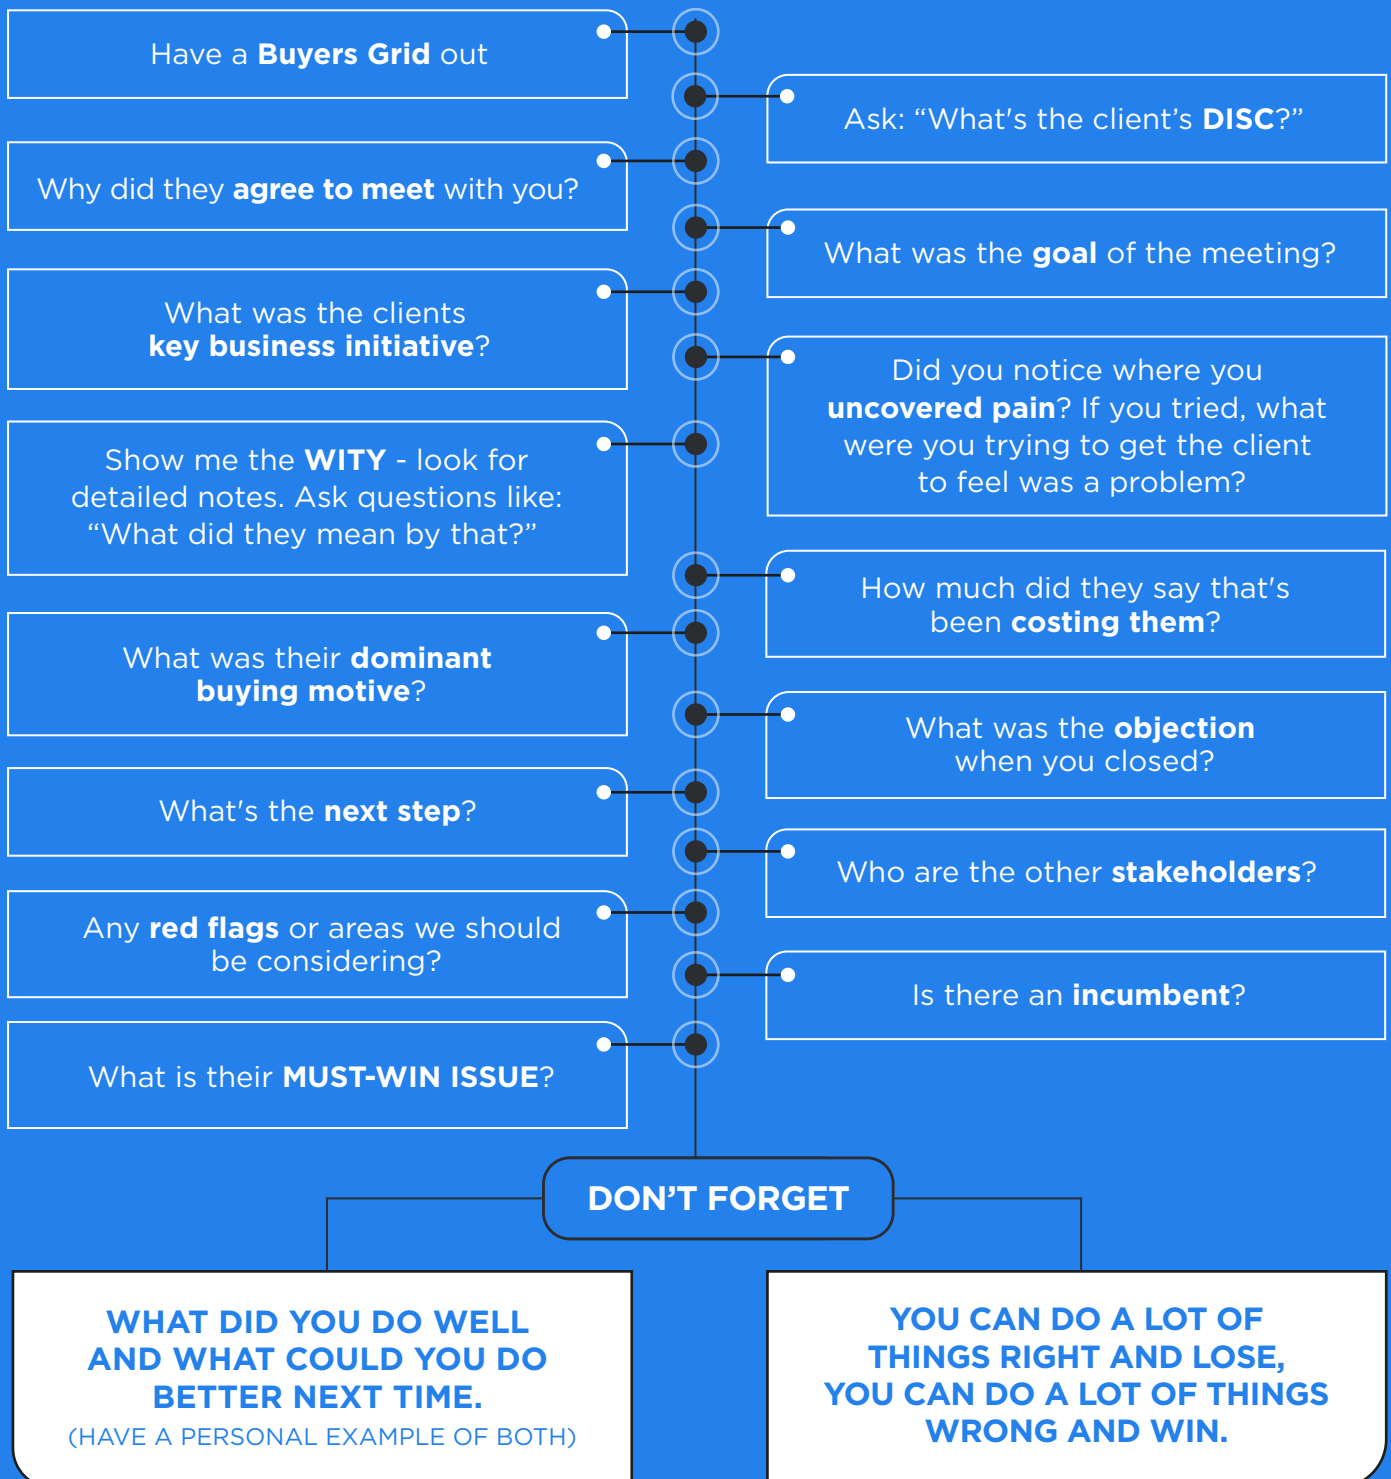 Have a Buyers Grid out
Ask: “What's the client’s DISC?”
Why did they agree to meet with you?
What was the goal of the meeting?
What was the clients
key business initiative?
Did you notice where you
uncovered pain? If you tried, what
were you trying to get the client
to feel was a problem?
Show me the WITY - look for
detailed notes. Ask questions like:
“What did they mean by that?”
How much did they say that's
been costing them?
What was their dominant
buying motive?
What was the objection
when you closed?
What's the next step?
Who are the other stakeholders?
Any red flags or areas we should
be considering?
Is there an incumbent?
What is their MUST-WIN ISSUE?
DON’T FORGET
WHAT DID YOU DO WELL
AND WHAT COULD YOU DO
BETTER NEXT TIME.
(HAVE A PERSONAL EXAMPLE OF BOTH)
YOU CAN DO A LOT OF
THINGS RIGHT AND LOSE,
YOU CAN DO A LOT OF THINGS
WRONG AND WIN.